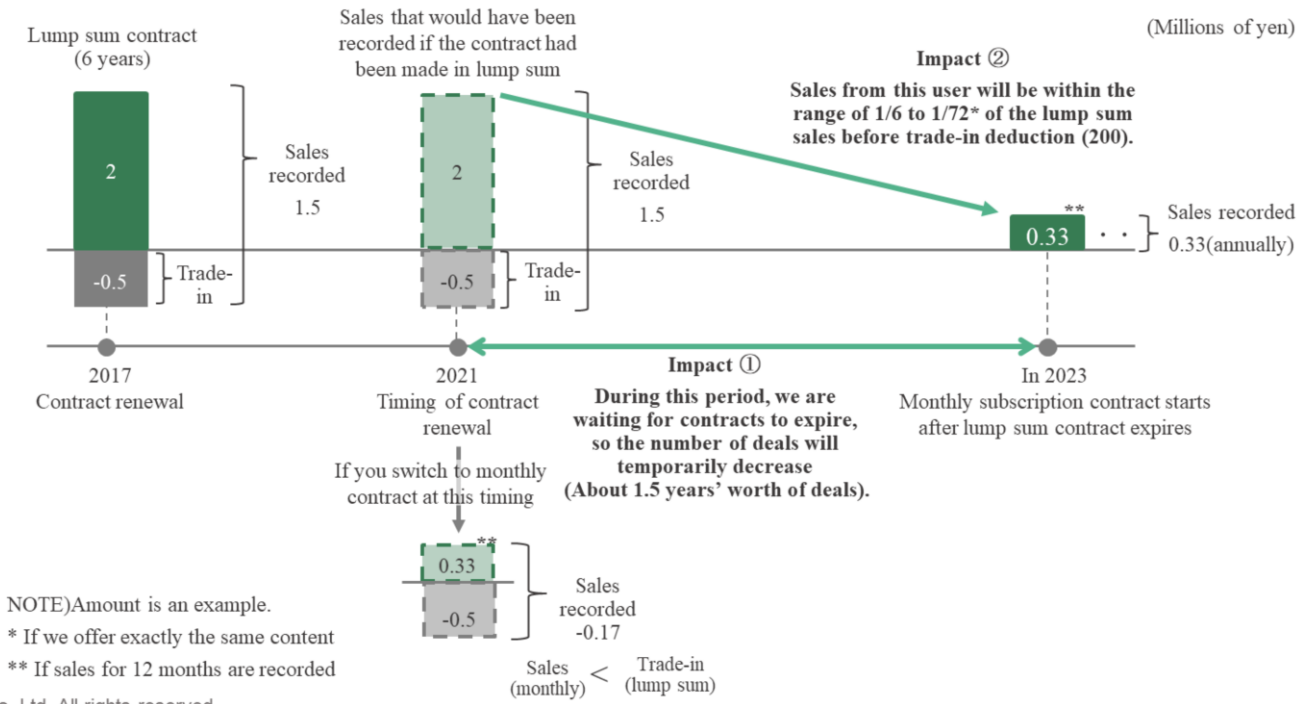 (Millions of yen)
Lump sum contract
(6 years)
2
-0.5
Trade-
in
Sales
recorded
1.5
Sales that would have been
recorded if the contract had
been made in lump sum
2
-0.5
Trade-
in
Sales
recorded
1.5
Impact ②
Sales from this user will be within the
range of 1/6 to 1/72* of the lump sum
sales before trade-in deduction (200).
**
0.33
· ·
Sales recorded
0.33(annually)
2017
Contract renewal
2021
Timing of contract
renewal
Impact ①
During this period, we are
waiting for contracts to expire,
so the number of deals will
temporarily decrease
(About 1.5 years’ worth of deals).
In 2023
Monthly subscription contract starts
after lump sum contract expires
If you switch to monthly
contract at this timing
**
0.33
-0.5
Sales
recorded
-0.17
Sales
(monthly)
<
Trade-in
(lump sum)
NOTE)Amount is an example.
* If we offer exactly the same content
** If sales for 12 months are recorded
Ltd. All rights reserved